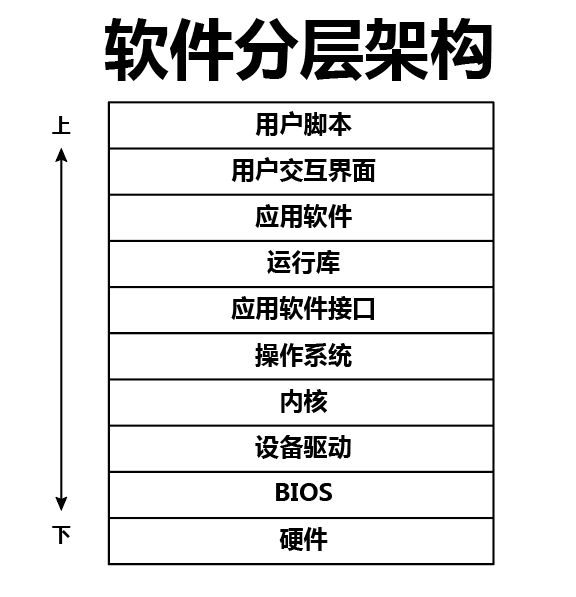 软件分层架构
上
用户脚本
用户交互界面
应用软件
运行库
应用软件接口
操作系统
内核
设备驱动
BIOS
下
硬件